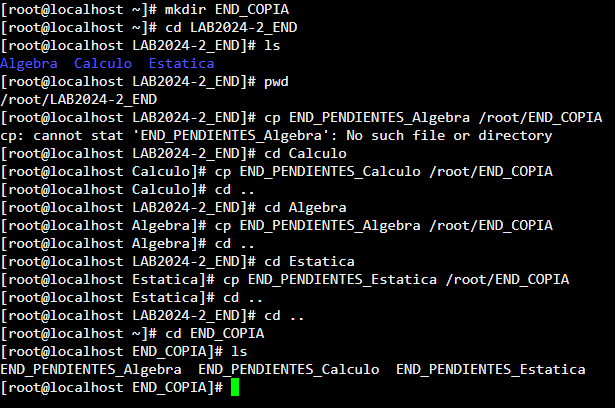 [root@localhost ~]# mkdir END_COPIA
[root@localhost ~]# cd LAB2024-2_END
[root@localhost LAB2024-2_END]# ls
Algebra  Calculo  Estatica
[root@localhost LAB2024-2_END]# pwd
/root/LAB2024-2_END
[root@localhost LAB2024-2_END]# cp END_PENDIENTES_Algebra /root/END_COPIA
cp: cannot stat 'END_PENDIENTES_Algebra': No such file or directory
[root@localhost LAB2024-2_END]# cd Calculo
[root@localhost Calculo]# cp END_PENDIENTES_Calculo /root/END_COPIA
[root@localhost Calculo]# cd ..
[root@localhost LAB2024-2_END]# cd Algebra
[root@localhost Algebra]# cp END_PENDIENTES_Algebra /root/END_COPIA
[root@localhost Algebra]# cd ..
[root@localhost LAB2024-2_END]# cd Estatica
[root@localhost Estatica]# cp END_PENDIENTES_Estatica /root/END_COPIA
[root@localhost Estatica]# cd ..
[root@localhost LAB2024-2_END]# cd ..
[root@localhost ~]# cd END_COPIA
[root@localhost END_COPIA]# ls
END_PENDIENTES_Algebra  END_PENDIENTES_Calculo  END_PENDIENTES_Estatica
[root@localhost END_COPIA]#